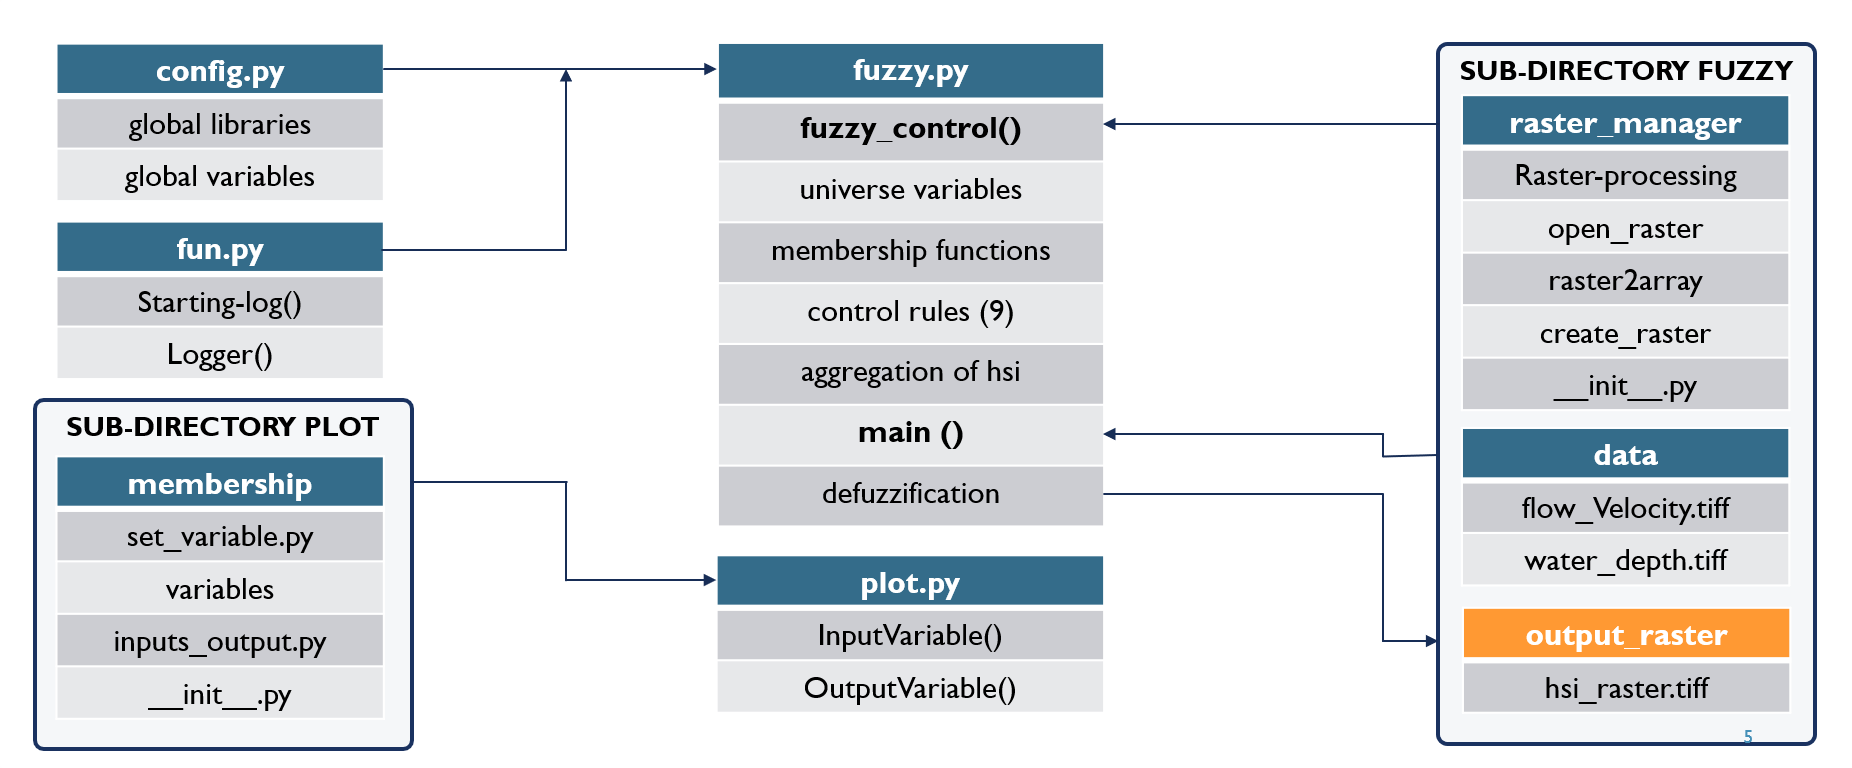 config.py
global libraries
global variables
fun.py
Starting-log()
Logger()
SUB-DIRECTORY PLOT
membership
set_variable.py
variables
inputs_output.py
__init__.py
fuzzy.py
fuzzy_control()
universe variables
membership functions
control rules (9)
aggregation of hsi
main ()
defuzzification
plot.py
InputVariable()
OutputVariable()
SUB-DIRECTORY FUZZY
raster_manager
Raster-processing
open_raster
raster2array
create_raster
__init__.py
data
flow_Velocity.tiff
water_depth.tiff
output_raster
hsi_raster.tiff
5